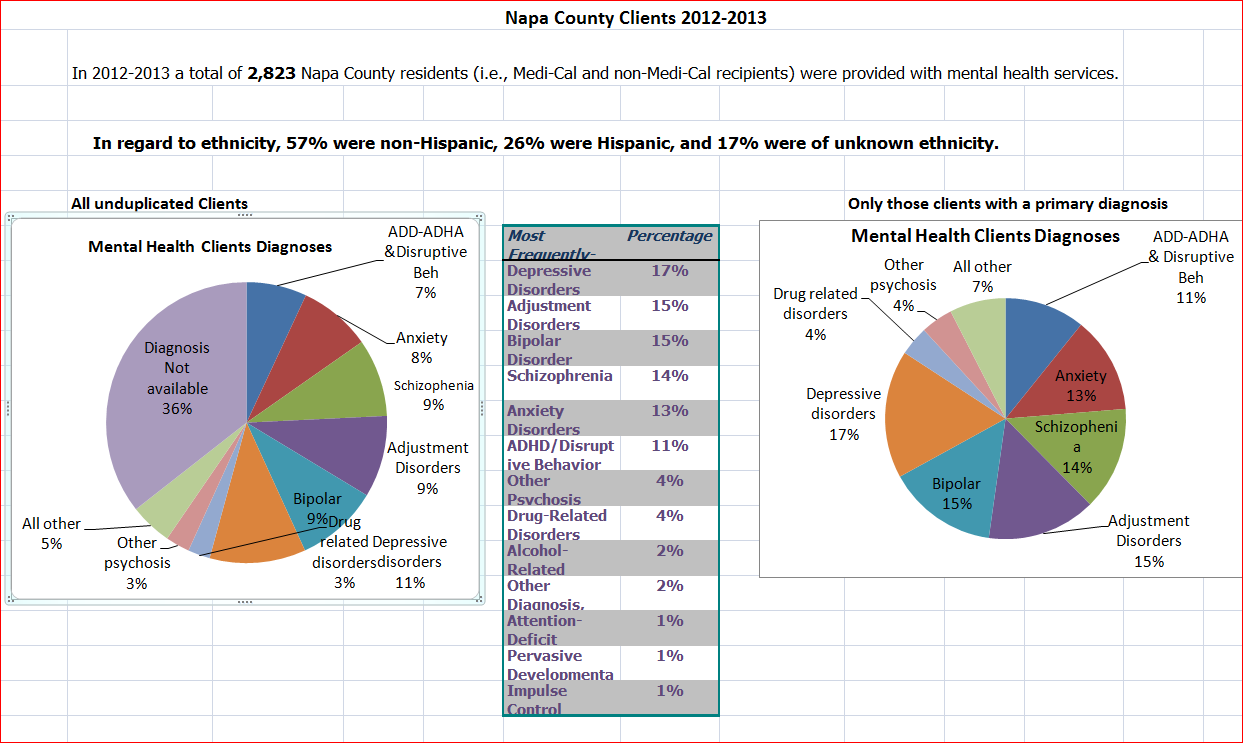 Napa County Clients 2012-2013
In 2012-2013 a total of 2,823 Napa County residents (i.e., Medi-Cal and non-Medi-Cal recipients) were provided with mental health services.
In regard to ethnicity, 57% were non-Hispanic, 26% were Hispanic, and 17% were of unknown ethnicity.
All unduplicated Clients
Mental Health Clients Diagnoses
ADD-ADHA
&Disruptive
Beh
7%
Anxiety
8%
Schizophenia
9%
Adjustment
Disorders
9%
Bipolar
9%
Depressive
disorders
11%
Drug
related
disorders
3%
Other
psychosis
3%
All other
5%
Diagnosis
Not
available
36%
Most Percentage
Frequently-
Depressive 17%
Disorders
Adjustment 15%
Disorders
Bipolar 15%
Disorder
Schizophrenia 14%
Anxiety 13%
Disorders
ADHD/Disrupt 11%
ive Behavior
Other 4%
Psychosis
Drug-Related 4%
Disorders
Alcohol- 2%
Related
Other 2%
Diagnosis,
Attention- 1%
Deficit
Pervasive 1%
Developmenta
Impulse 1%
Control
Only those clients with a primary diagnosis
Mental Health Clients Diagnoses
ADD-ADHA
& Disruptive
Beh
11%
Anxiety
13%
Schizopheni
a
14%
Adjustment
Disorders
15%
Bipolar
15%
Depressive
disorders
17%
Drug related
disorders
4%
Other
psychosis
4%
All other
7%